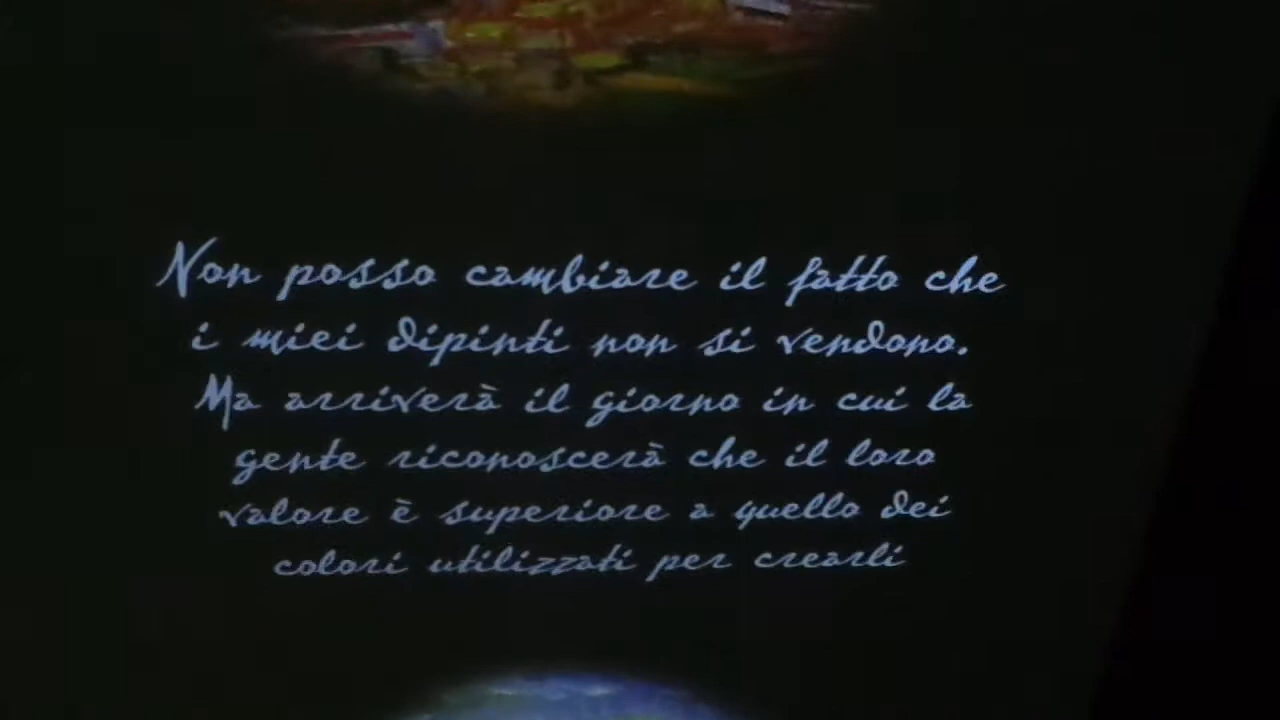 Non posso cambiare il fatto che
i miei dipinti non si vendono.
Ma arriverà il giorno in cui la
gente riconoscerà che il loro
valore è superiore a quello dei
colori utilizzati per crearli